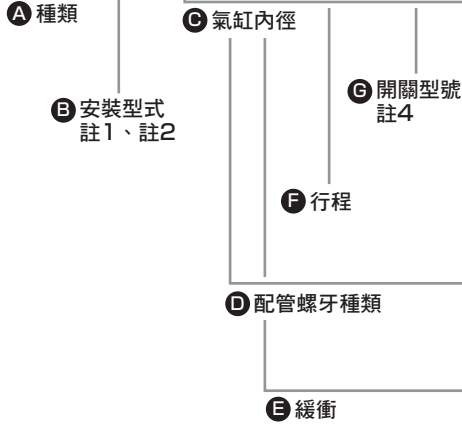 A 種類
C 氣缸內徑
G 開關型號
註4
B 安裝型式
註1、註2
F 行程
D 配管螺牙種類
E 緩衝